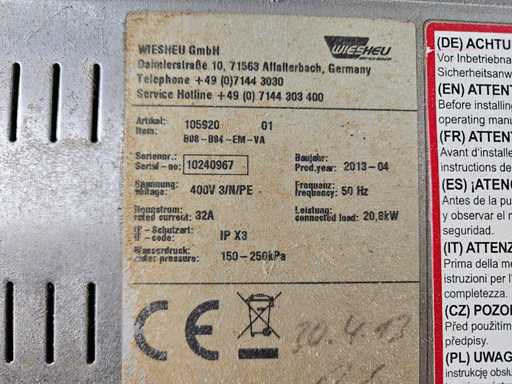 WIESHEU GmbH
Daimlerstraße 10, 71563 Affalterbach, Germany
Telephone +49 (0)7144 3030
Service Hotline +49 (0) 7144 303 400
WIESHEU
Artikel: 105920 01
Item: B08-B04-EM-VA
Seriennr.: Baujahr:
Serial-no: 10240967 Prod.year: 2013-04
Spannung: Frequenz:
voltage: 400V 3/N/PE frequency: 50 Hz
Nennstrom: Leistung:
rated current: 32A connected load: 20,8kW
IP-Schutzart:
IP-code: IP X3
Wasserdruck:
water pressure: 150-250kPa
CE
30.4.13
(DE) ACHTU
Vor Inbetriebna
Sicherheitsanw
(EN) ATTENT
Before installing
operating manu
(FR) ATTENT
Avant d'installe
instructions de
(ES) ¡ATENC
Antes de la pu
y observar el m
seguridad.
(IT) ATTENZ
Prima della me
istruzioni per l'
completezza.
(CZ) POZOR
Před použitím
předpisy.
(PL) UWAG
instrukcję obsłu